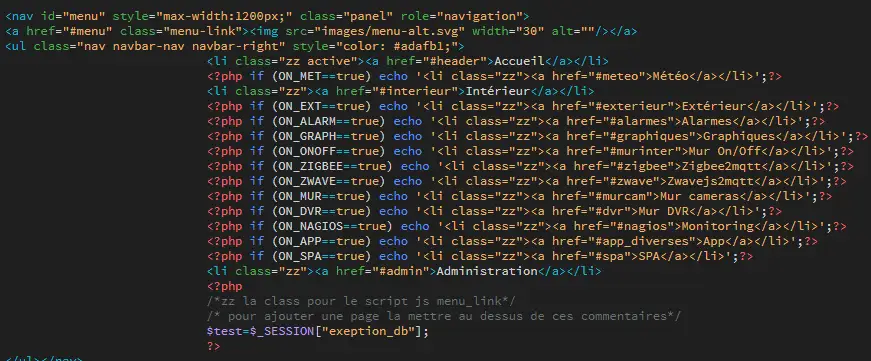 <nav id="menu" style="max-width:1200px;" class="panel" role="navigation">
<a href="#menu" class="menu-link"><img src="images/menu-alt.svg" width="30" alt=""/></a>
<ul class="nav navbar-nav navbar-right" style="color: #adafb1;">
<li class="zz active"><a href="#header">Accueil</a></li>
<?php if (ON_MET==true) echo '<li class="zz"><a href="#meteo">Météo</a></li>';?>
<li class="zz"><a href="#interieur">Intérieur</a></li>
<?php if (ON_EXT==true) echo '<li class="zz"><a href="#exterieur">Extérieur</a></li>';?>
<?php if (ON_ALARM==true) echo '<li class="zz"><a href="#alarmes">Alarmes</a></li>';?>
<?php if (ON_GRAPH==true) echo '<li class="zz"><a href="#graphiques">Graphiques</a></li>';?>
<?php if (ON_ONOFF==true) echo '<li class="zz"><a href="#murinter">Mur On/Off</a></li>';?>
<?php if (ON_ZIGBEE==true) echo '<li class="zz"><a href="#zigbee">Zigbee2mqtt</a></li>';?>
<?php if (ON_ZWAVE==true) echo '<li class="zz"><a href="#zwave">Zwavejs2mqtt</a></li>';?>
<?php if (ON_MUR==true) echo '<li class="zz"><a href="#murcam">Mur cameras</a></li>';?>
<?php if (ON_DVR==true) echo '<li class="zz"><a href="#dvr">Mur DVR</a></li>';?>
<?php if (ON_NAGIOS==true) echo '<li class="zz"><a href="#nagios">Monitoring</a></li>';?>
<?php if (ON_APP==true) echo '<li class="zz"><a href="#app_diverses">App</a></li>';?>
<?php if (ON_SPA==true) echo '<li class="zz"><a href="#spa">SPA</a></li>';?>
<li class="zz"><a href="#admin">Administration</a></li>
<?php
/*zz la class pour le script js menu_link*/
/* pour ajouter une page la mettre au dessus de ces commentaires*/
$test=$_SESSION["exeption_db"];
?>
</ul></nav>